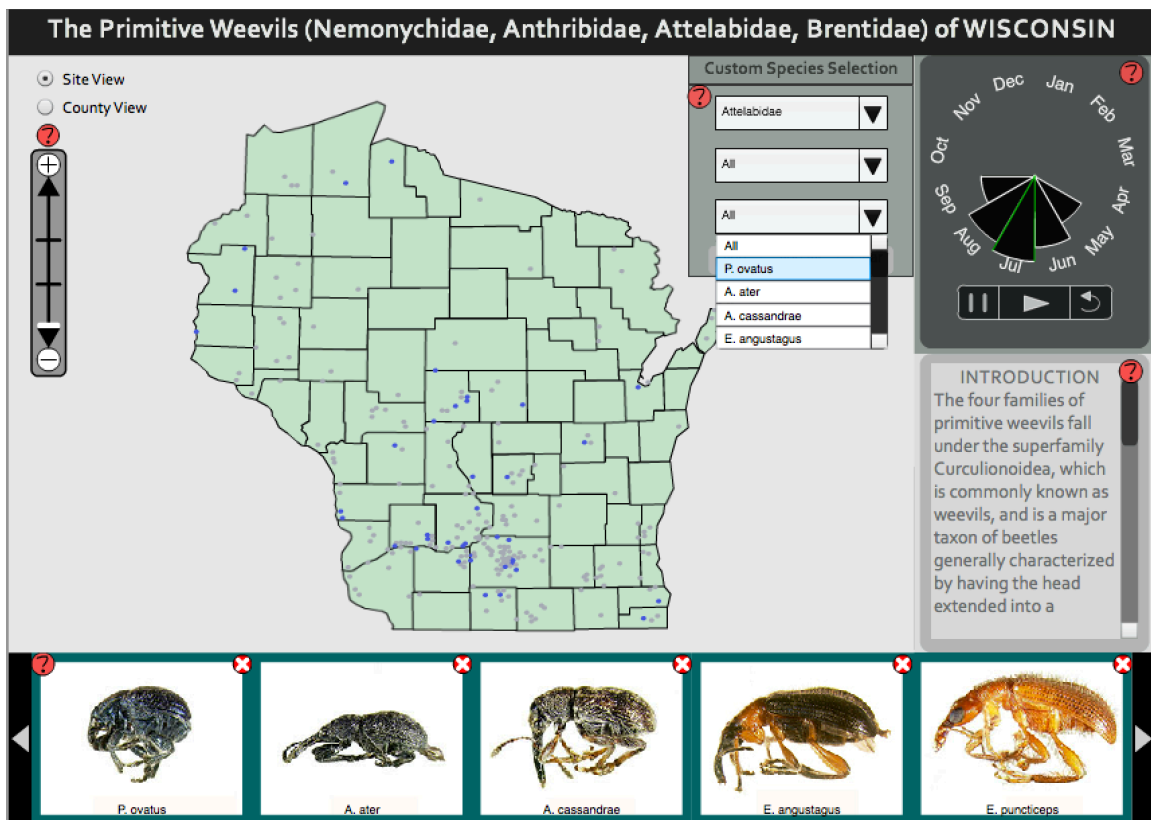 The Primitive Weevils (Nemonychidae, Anthribidae, Attelabidae, Brentidae) of WISCONSIN
Site View
County View
?
+
−
Custom Species Selection
?
Attelabidae
All
All
All
P. ovatus
A. ater
A. cassandrae
E. angustagus
?
Jan
Feb
Mar
Apr
May
Jun
Jul
Aug
Sep
Oct
Nov
Dec
?
INTRODUCTION
The four families of
primitive weevils fall
under the superfamily
Curculionoidea, which
is commonly known as
weevils, and is a major
taxon of beetles
generally characterized
by having the head
extended into a
?
P. ovatus
A. ater
A. cassandrae
E. angustagus
E. puncticeps